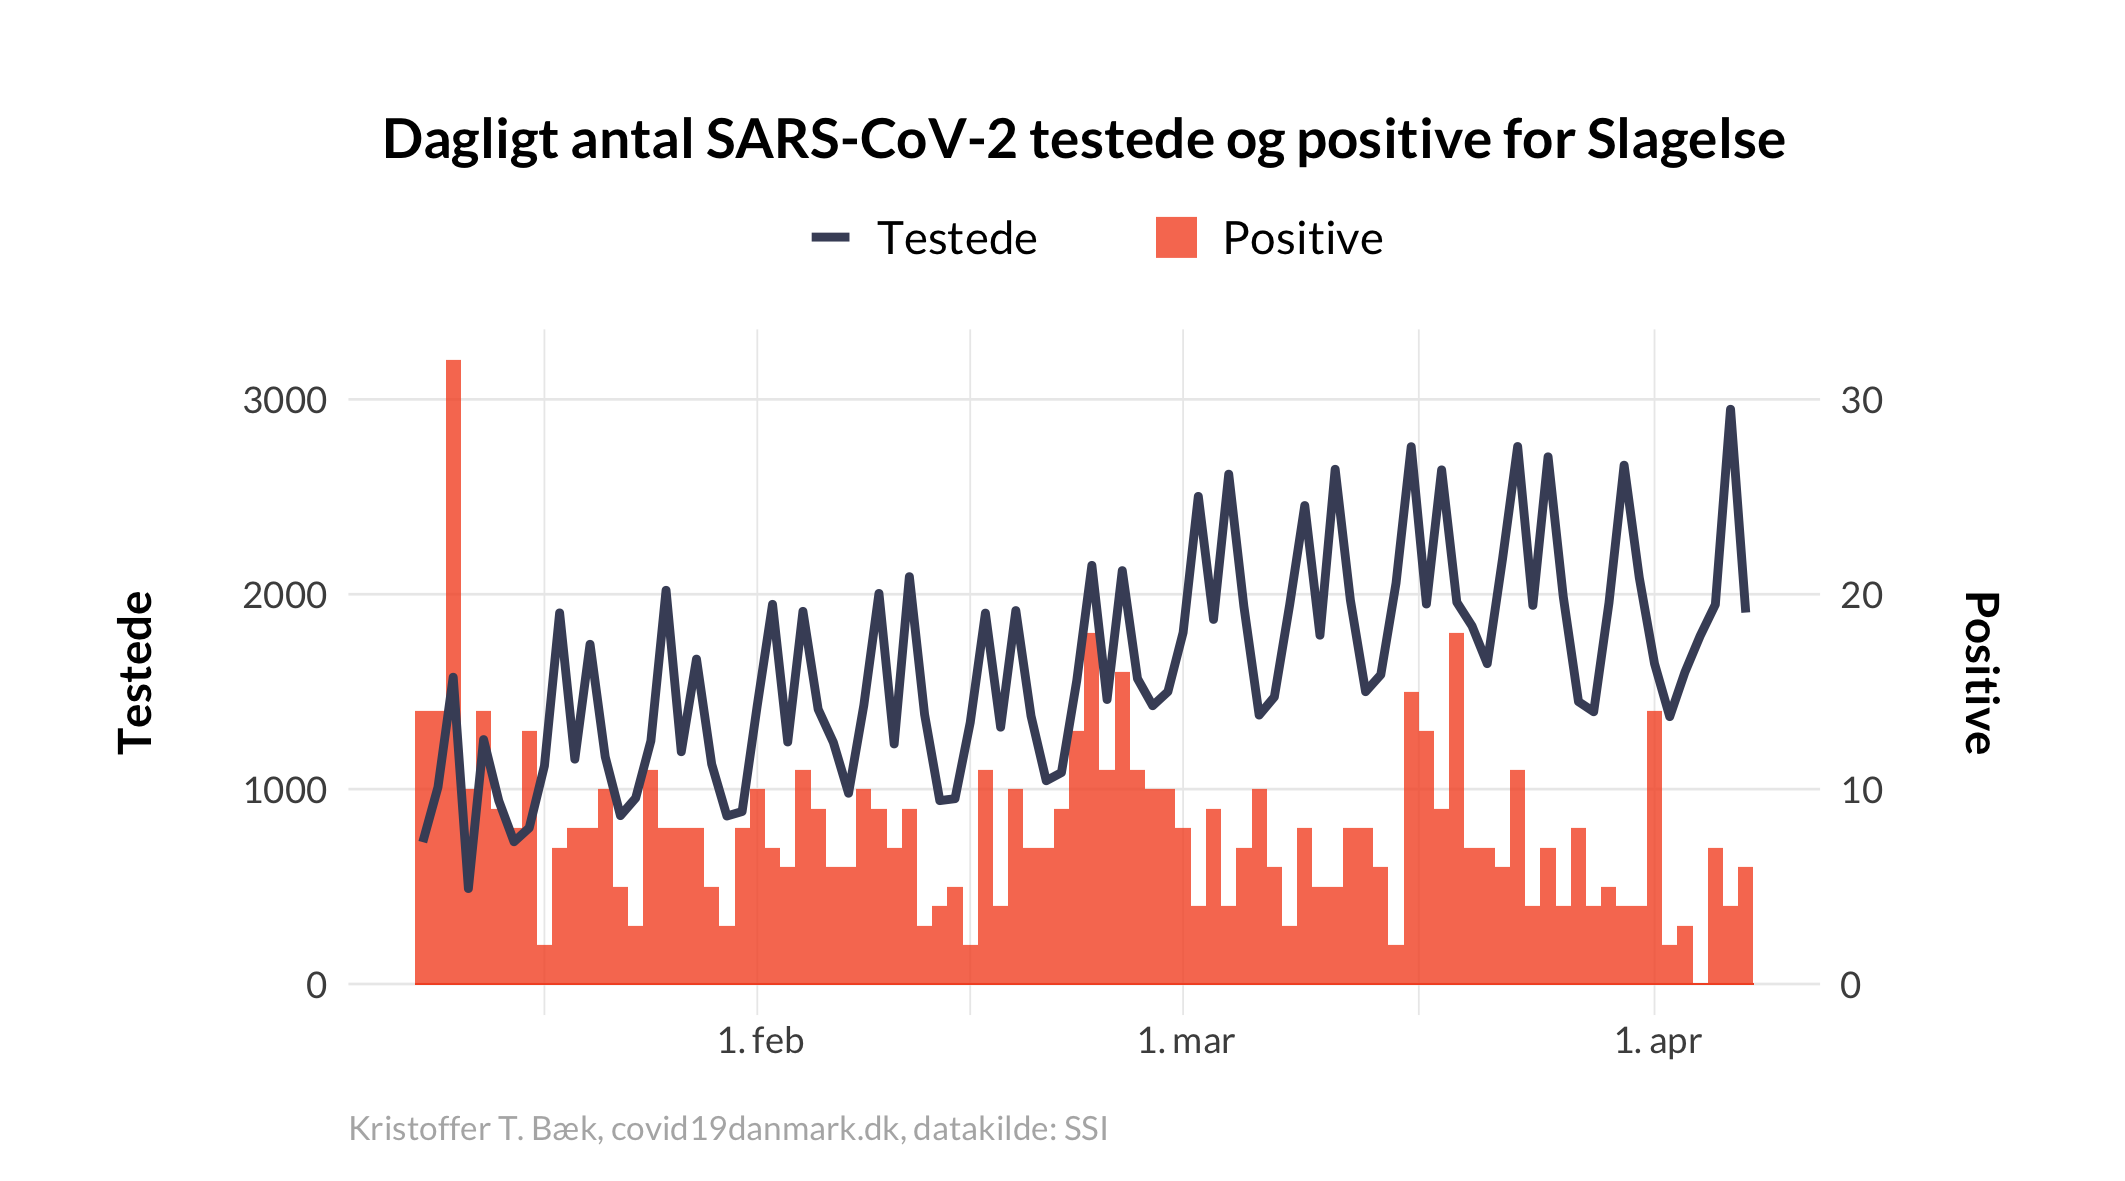 Dagligt antal SARS-CoV-2 testede og positive for Slagelse
Testede
Positive
Testede
3000
2000
1000
0
30
20
10
0
Positive
1. feb
1. mar
1. apr
Kristoffer T. Bæk, covid19danmark.dk, datakilde: SSI